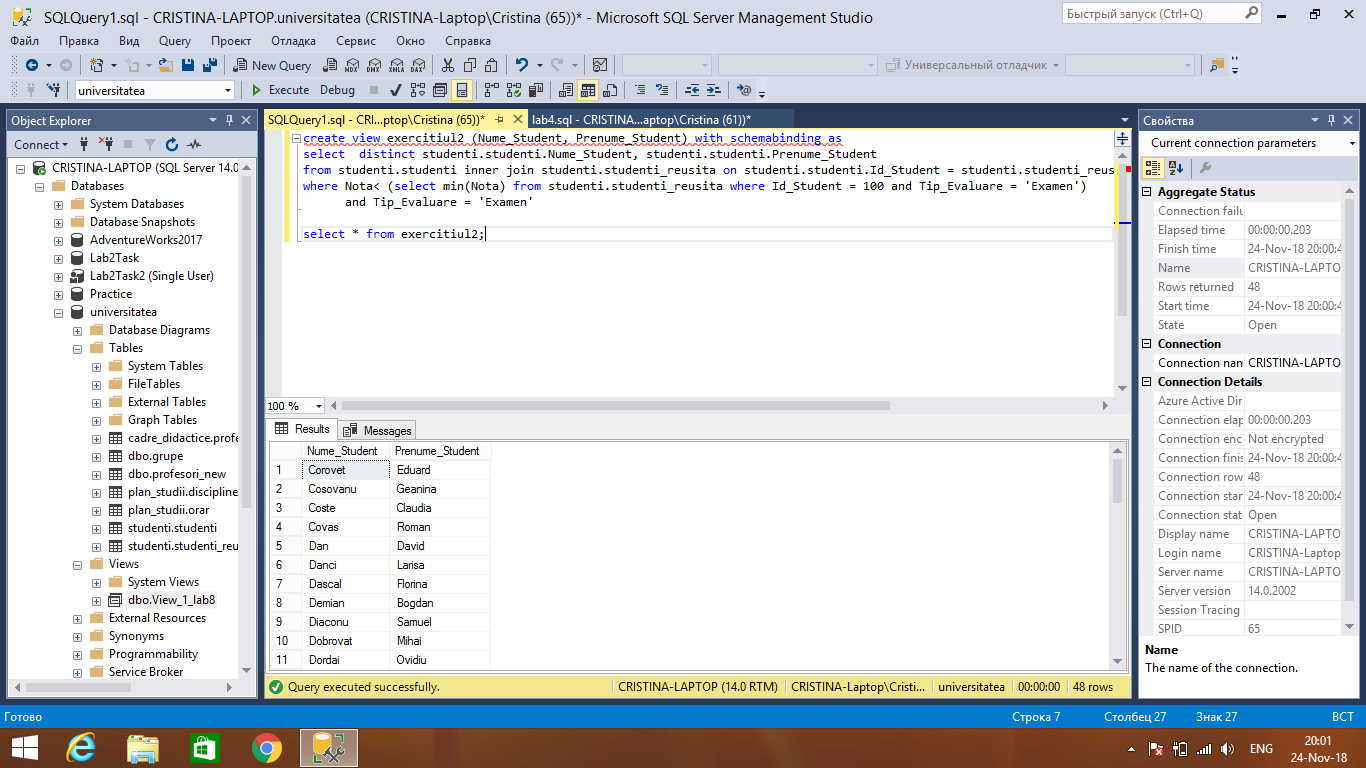 SQLQuery1.sql - CRISTINA-LAPTOP.universitatea (CRISTINA-Laptop\Cristina (65))* - Microsoft SQL Server Management Studio
Быстрый запуск (Ctrl+Q)
Файл Правка Вид Query Проект Отладка Сервис Окно Справка
New Query MDX DMX XMLA DAX Универсальный отладчик
universitatea Execute Debug
Object Explorer
Connect
CRISTINA-LAPTOP (SQL Server 14.0
Databases
System Databases
Database Snapshots
AdventureWorks2017
Lab2Task
Lab2Task2 (Single User)
Practice
universitatea
Database Diagrams
Tables
System Tables
FileTables
External Tables
Graph Tables
cadre_didactice.profe
dbo.grupe
dbo.profesori_new
plan_studii.discipline
plan_studii.orar
studenti.studenti
studenti.studenti_reu
Views
System Views
dbo.View_1_lab8
External Resources
Synonyms
Programmability
Service Broker
SQLQuery1.sql - CRI...ptop\Cristina (65))* lab4.sql - CRISTINA...aptop\Cristina (61))*
create view exercitiul2 (Nume_Student, Prenume_Student) with schemabinding as
select distinct studenti.studenti.Nume_Student, studenti.studenti.Prenume_Student
from studenti.studenti inner join studenti.studenti_reusita on studenti.studenti.Id_Student = studenti.studenti_reus
where Nota< (select min(Nota) from studenti.studenti_reusita where Id_Student = 100 and Tip_Evaluare = 'Examen')
and Tip_Evaluare = 'Examen'
select * from exercitiul2;
100 %
Results Messages
Nume_Student Prenume_Student
1 Corovet Eduard
2 Cosovanu Geanina
3 Coste Claudia
4 Covas Roman
5 Dan David
6 Danci Larisa
7 Dascal Florina
8 Demian Bogdan
9 Diaconu Samuel
10 Dobrovat Mihai
11 Dordai Ovidiu
Query executed successfully. CRISTINA-LAPTOP (14.0 RTM) CRISTINA-Laptop\Cristi... universitatea 00:00:00 48 rows
Свойства
Current connection parameters
Aggregate Status
Connection failu
Elapsed time 00:00:00.203
Finish time 24-Nov-18 20:00:4
Name CRISTINA-LAPTO
Rows returned 48
Start time 24-Nov-18 20:00:4
State Open
Connection
Connection nam CRISTINA-LAPTO
Connection Details
Azure Active Dir
Connection elap 00:00:00.203
Connection enc Not encrypted
Connection finis 24-Nov-18 20:00:4
Connection row 48
Connection star 24-Nov-18 20:00:4
Connection stat Open
Display name CRISTINA-LAPTO
Login name CRISTINA-Laptop
Server name CRISTINA-LAPTO
Server version 14.0.2002
Session Tracing
SPID 65
Name
The name of the connection.
Готово Строка 7 Столбец 27 Знак 27 ВСТ
ENG 20:01
24-Nov-18